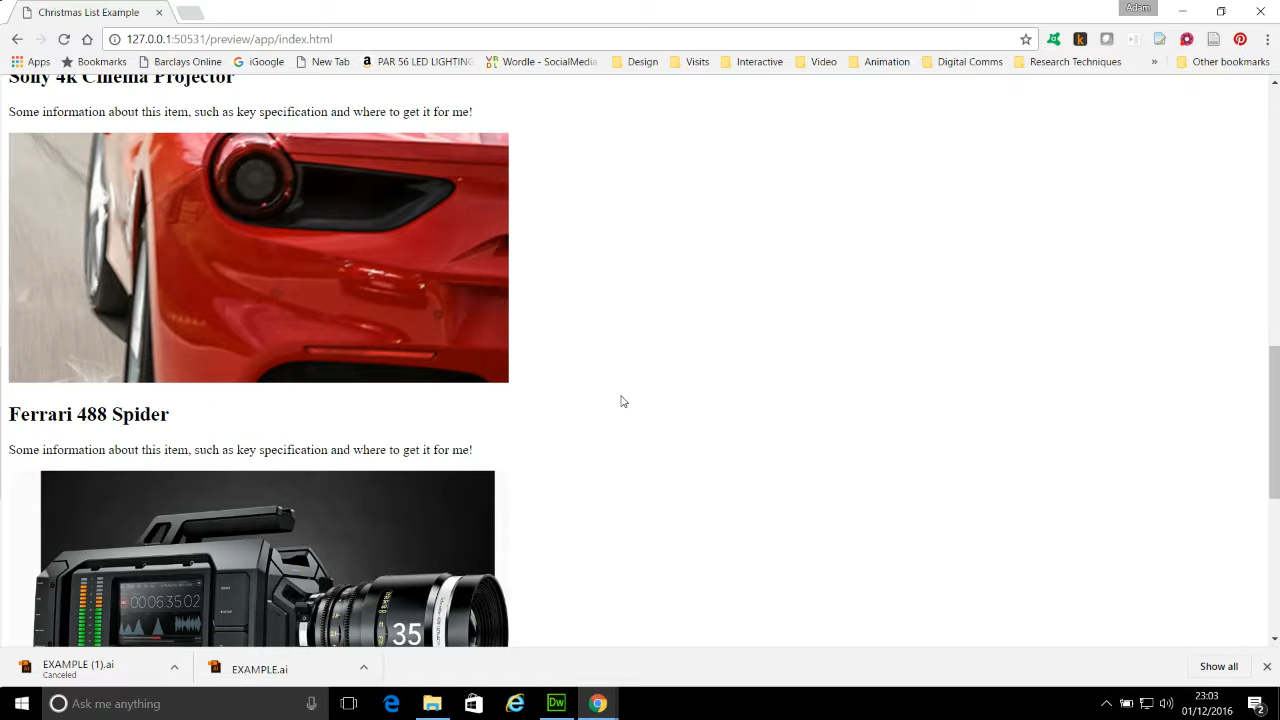 Christmas List Example
Adam
127.0.0.1:50531/preview/app/index.html
Apps Bookmarks Barclays Online iGoogle New Tab PAR 56 LED LIGHTING Wordle - SocialMedia Design Visits Interactive Video Animation Digital Comms Research Techniques » Other bookmarks
Sony 4k Cinema Projector
Some information about this item, such as key specification and where to get it for me!
Ferrari 488 Spider
Some information about this item, such as key specification and where to get it for me!
00:06:35:02
35
EXAMPLE (1).ai
Canceled
EXAMPLE.ai
Show all
Ask me anything
Dw
23:03
01/12/2016
2